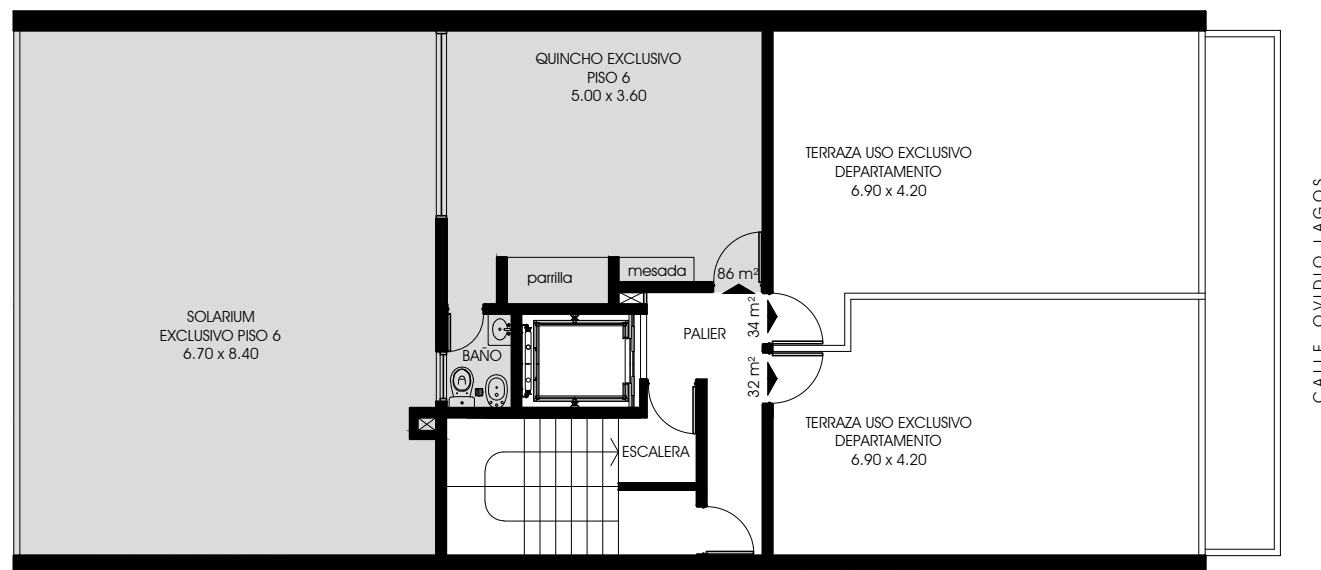 QUINCHO EXCLUSIVO
PISO 6
5.00 x 3.60
TERRAZA USO EXCLUSIVO
DEPARTAMENTO
6.90 x 4.20
parrilla
mesada
86 m²
SOLARIUM
EXCLUSIVO PISO 6
6.70 x 8.40
BAÑO
PALIER
34 m²
32 m²
ESCALERA
TERRAZA USO EXCLUSIVO
DEPARTAMENTO
6.90 x 4.20
CALLE OVIDIO LAGOS